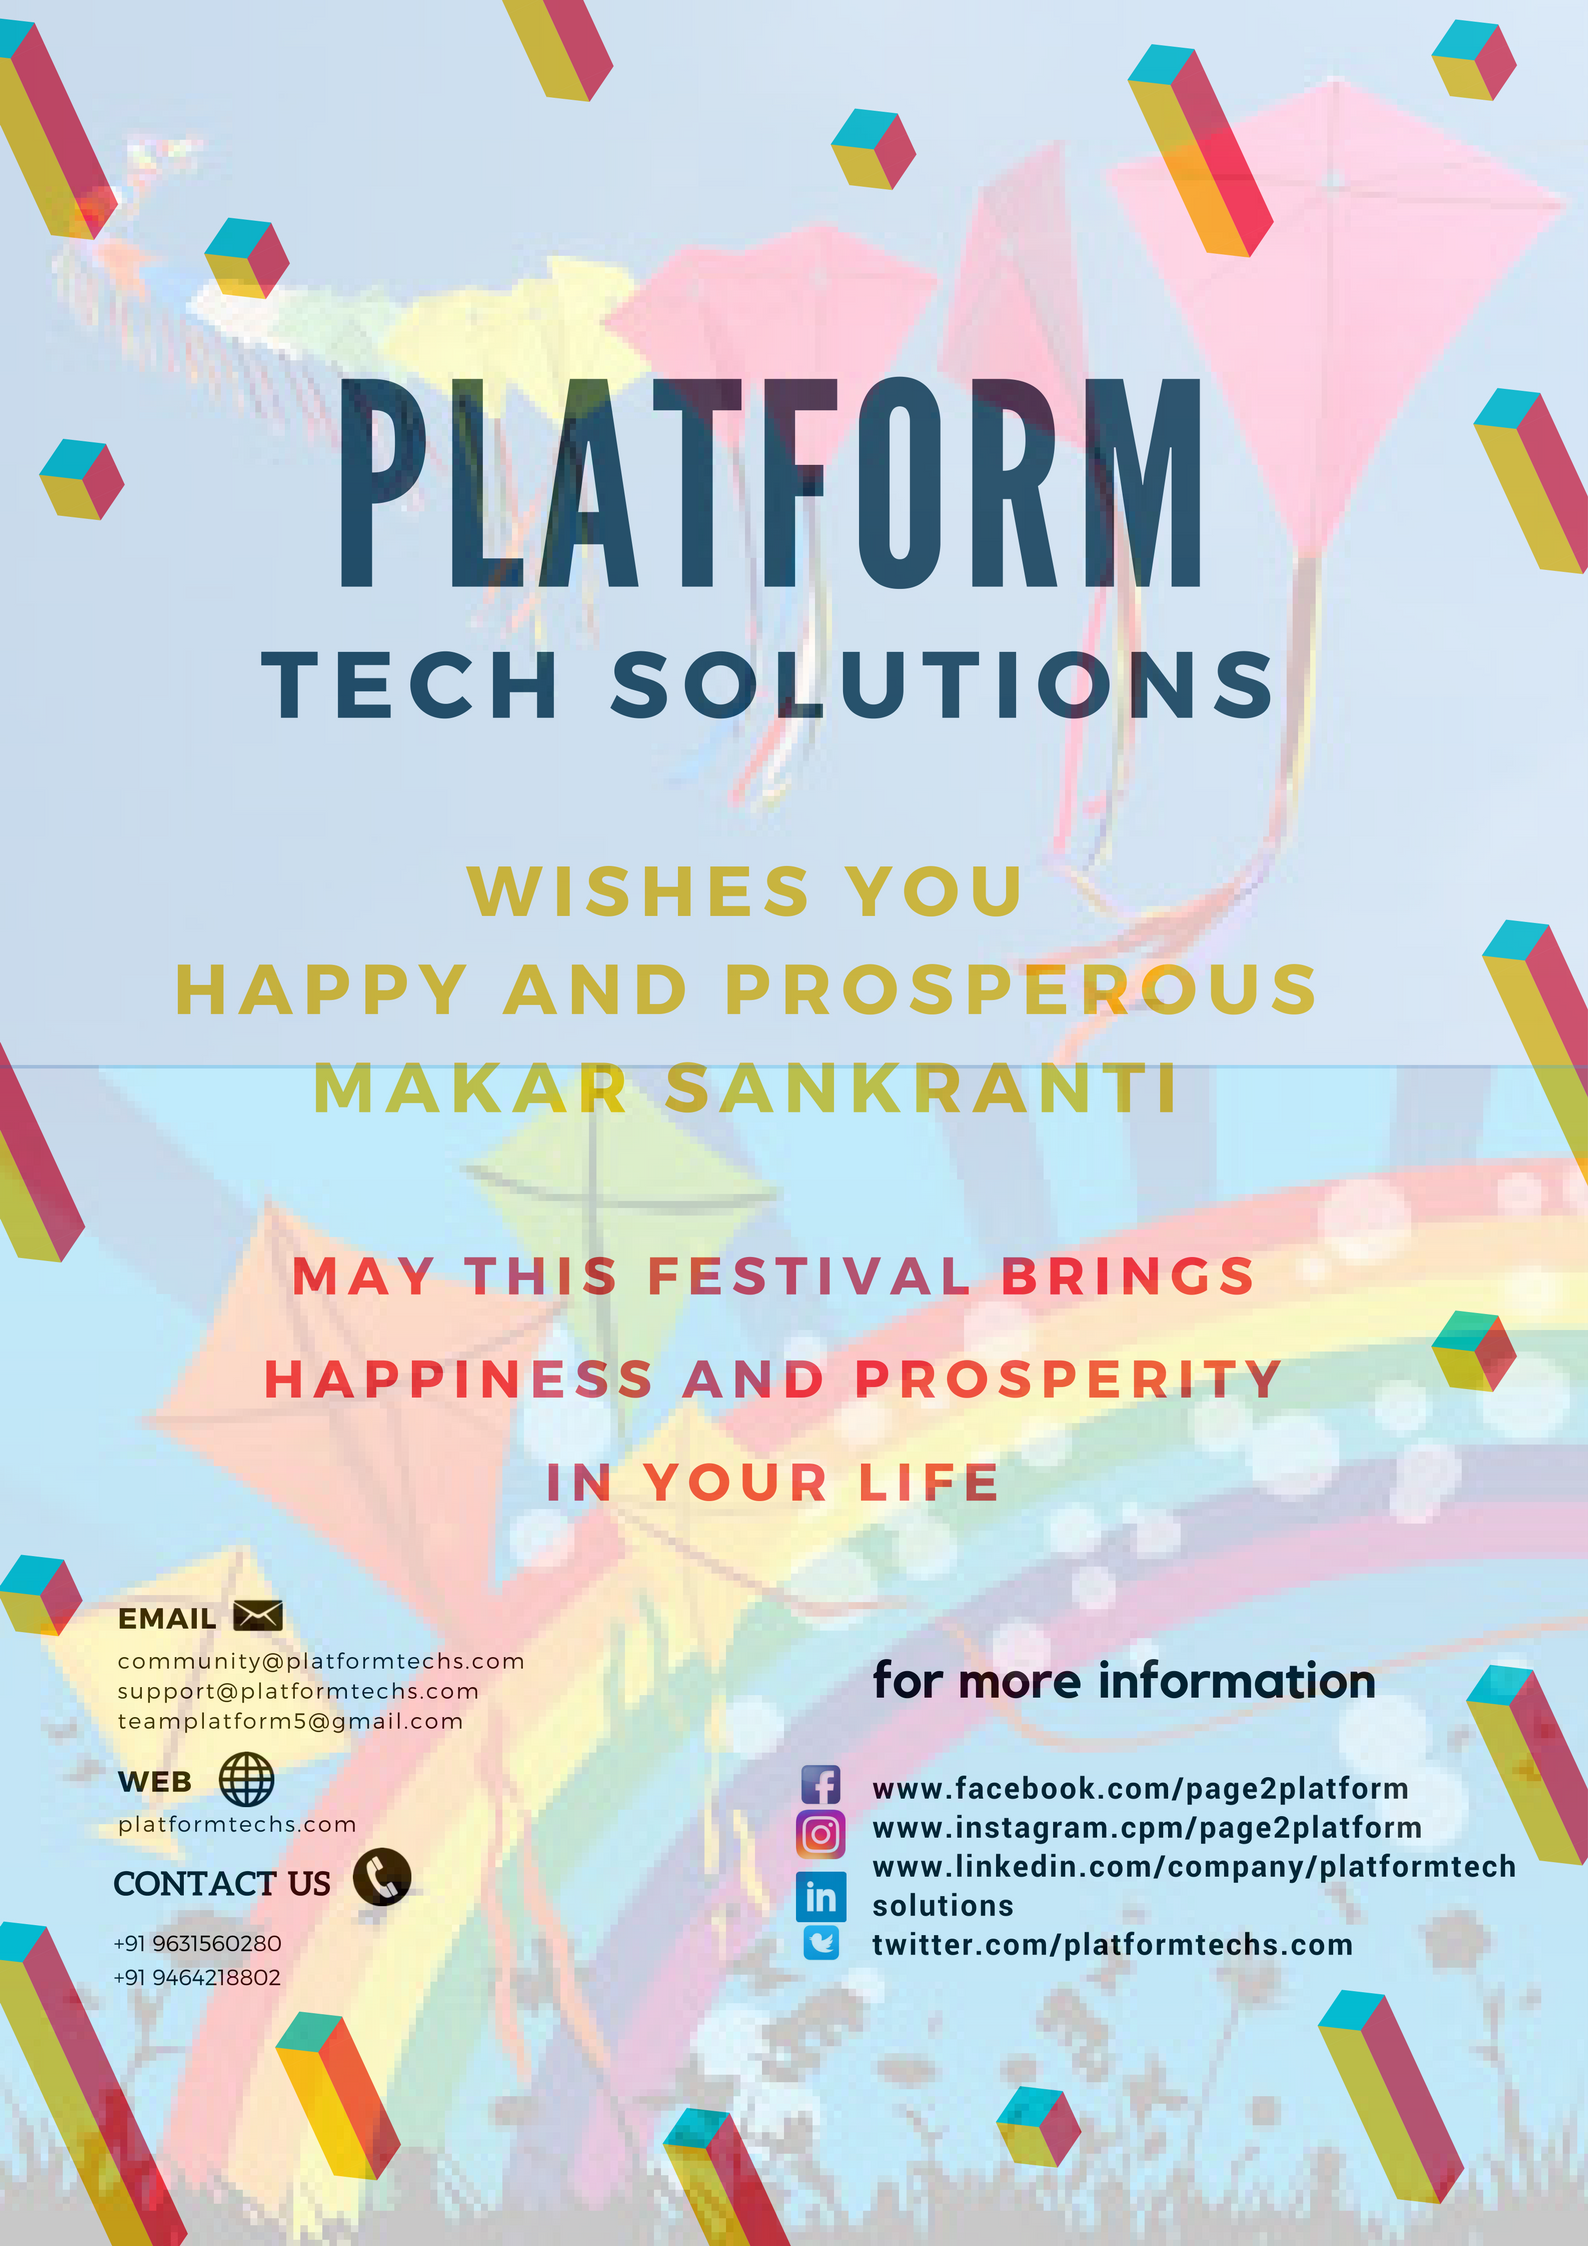 PLATFORM
TECH SOLUTIONS
WISHES YOU
HAPPY AND PROSPEROUS
MAKAR SANKRANTI
MAY THIS FESTIVAL BRINGS
HAPPINESS AND PROSPERITY
IN YOUR LIFE
EMAIL
community@platformtechs.com
support@platformtechs.com
teamplatform5@gmail.com
WEB
platformtechs.com
CONTACT US
+91 9631560280
+91 9464218802
for more information
www.facebook.com/page2platform
www.instagram.cpm/page2platform
www.linkedin.com/company/platformtech
solutions
twitter.com/platformtechs.com